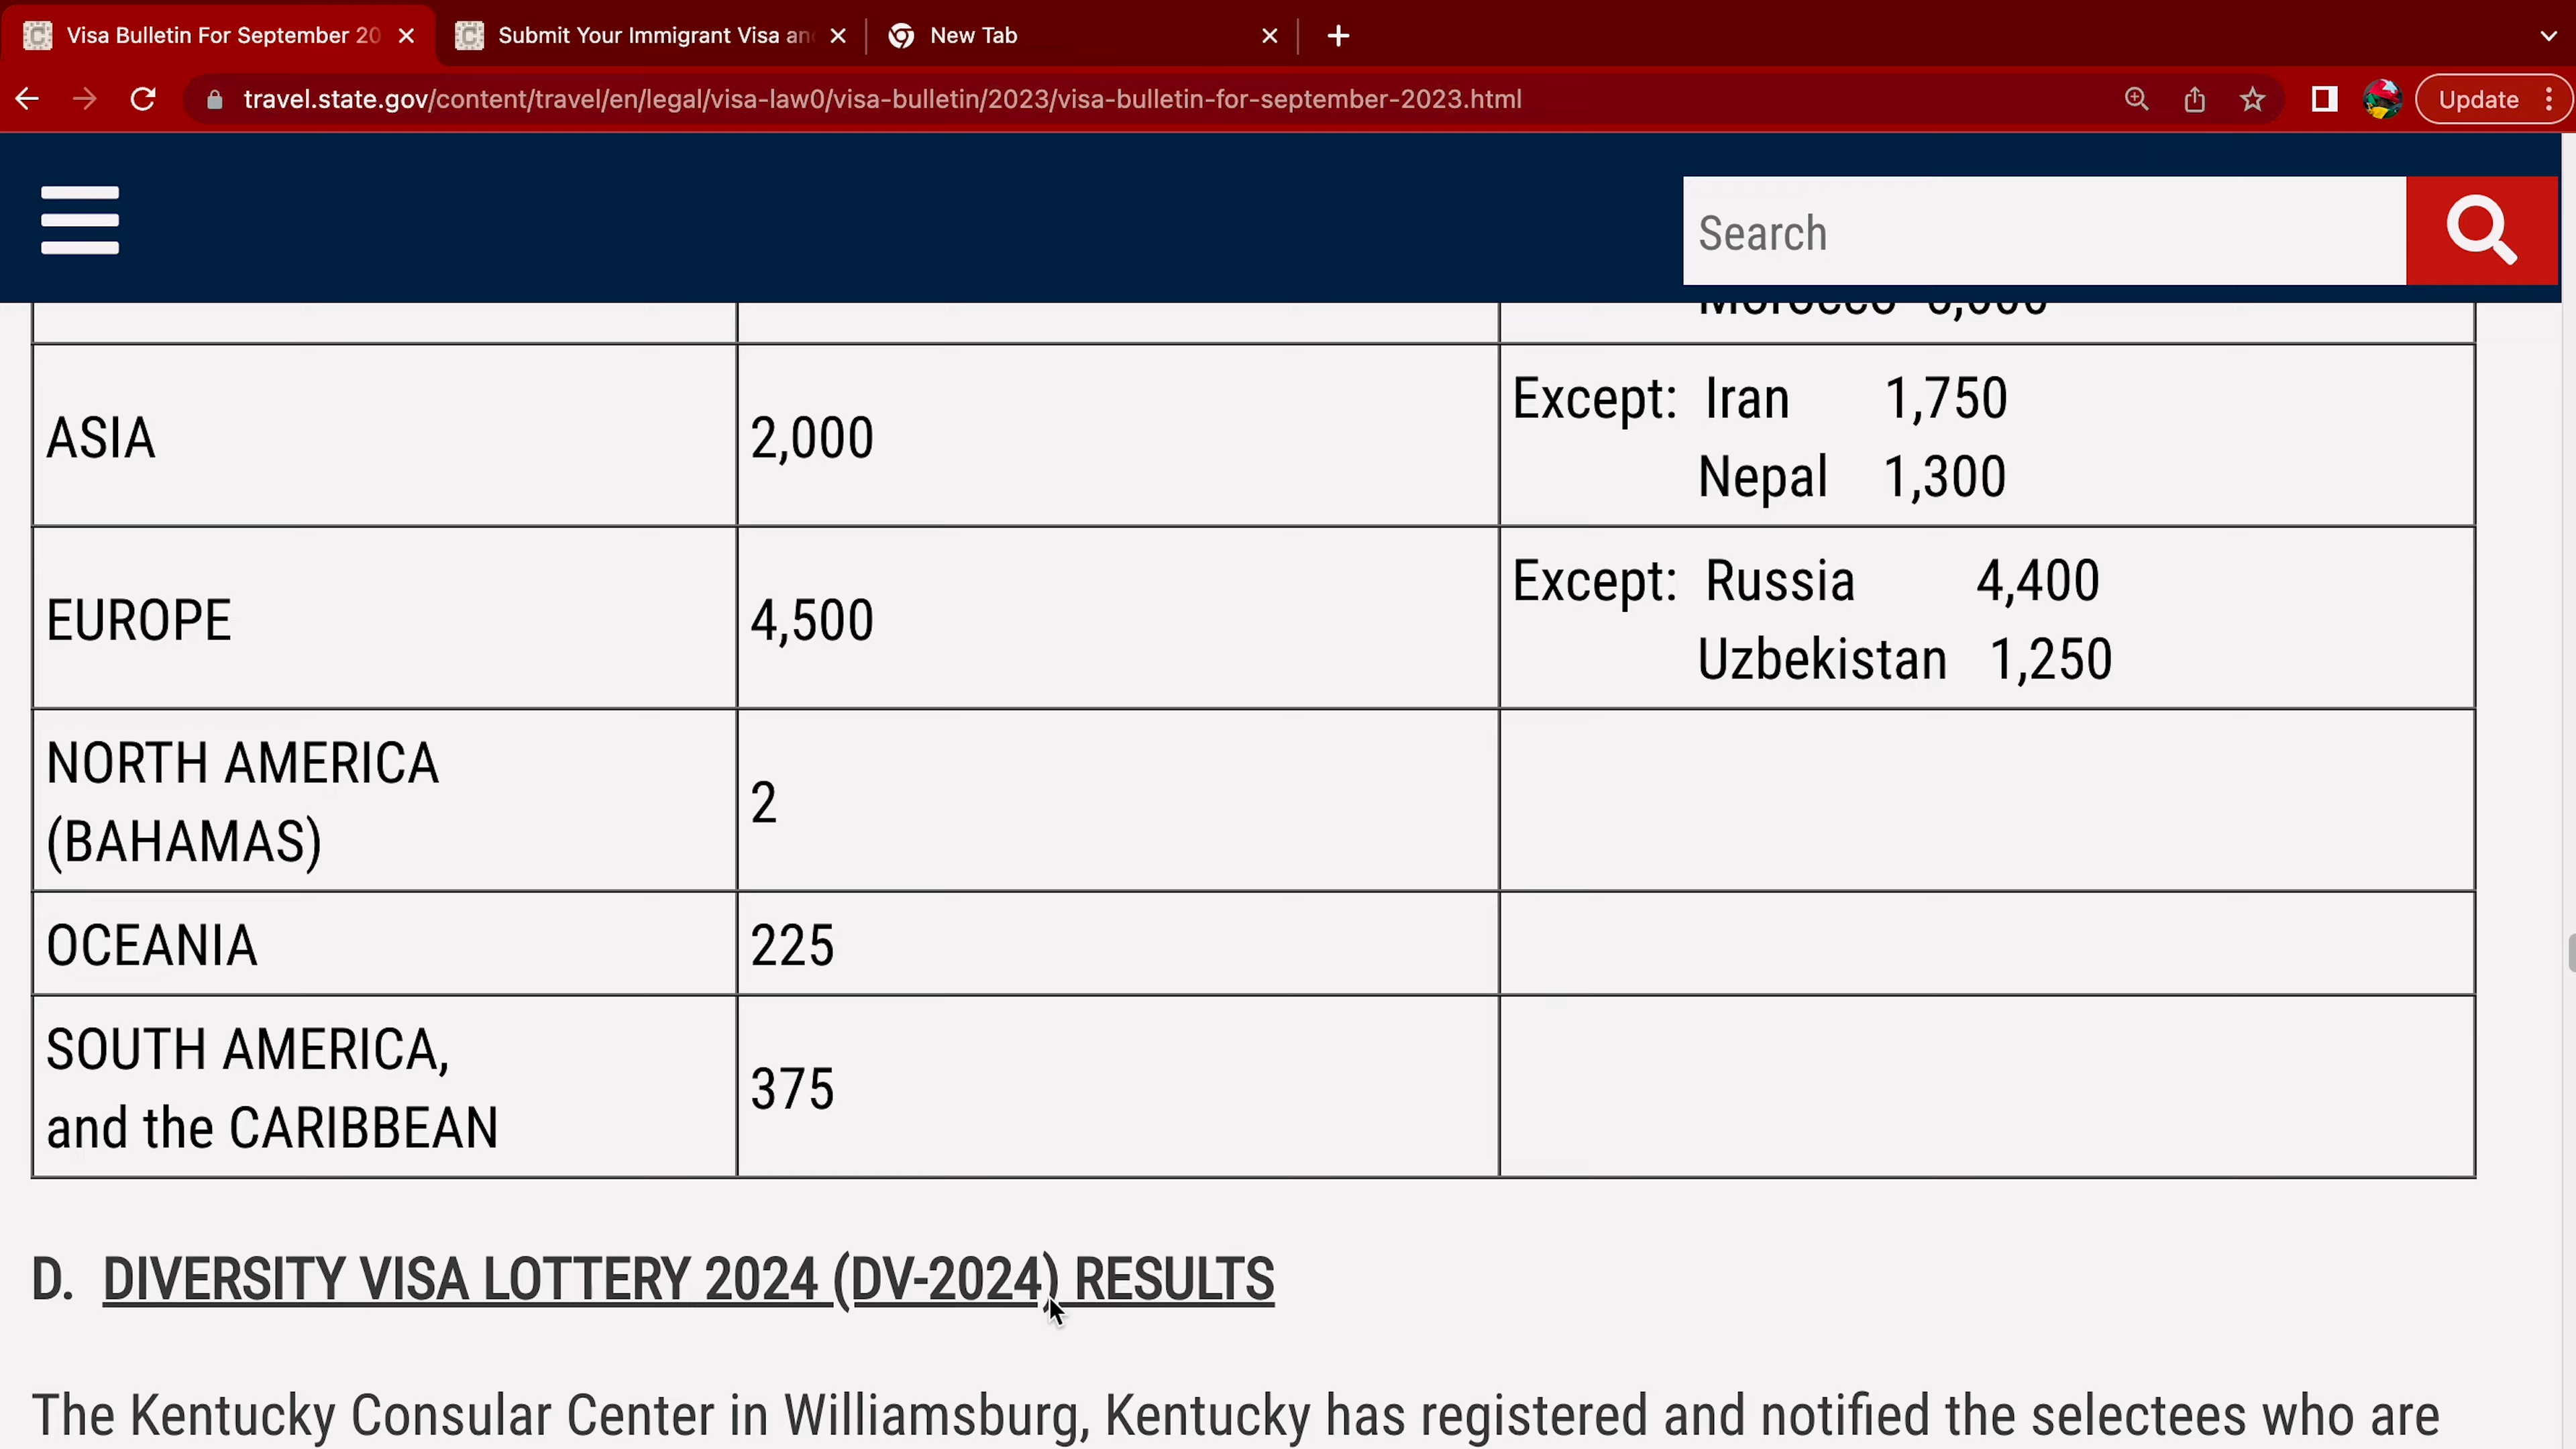 Visa Bulletin For September 20
Submit Your Immigrant Visa an
New Tab
travel.state.gov/content/travel/en/legal/visa-law0/visa-bulletin/2023/visa-bulletin-for-september-2023.html
Update
Search
ASIA
2,000
Except: Iran 1,750
Nepal 1,300
EUROPE
4,500
Except: Russia 4,400
Uzbekistan 1,250
NORTH AMERICA
(BAHAMAS)
2
OCEANIA
225
SOUTH AMERICA,
and the CARIBBEAN
375
D. DIVERSITY VISA LOTTERY 2024 (DV-2024) RESULTS
The Kentucky Consular Center in Williamsburg, Kentucky has registered and notified the selectees who are